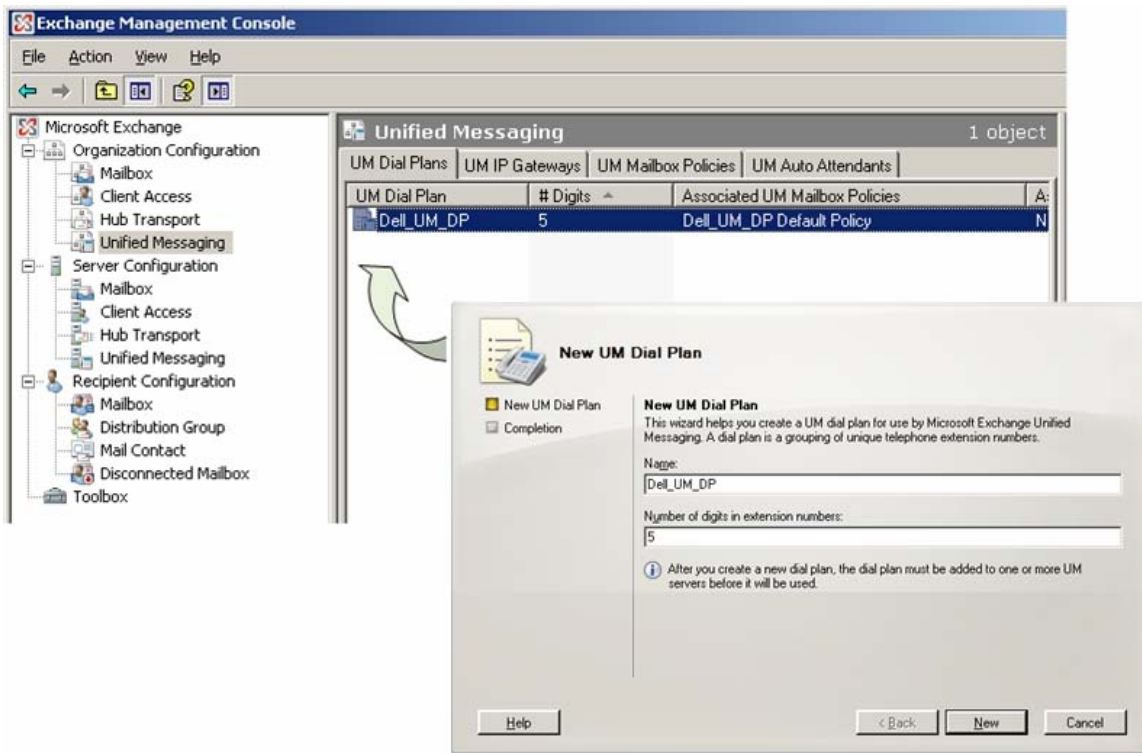 Exchange Management Console
File Action View Help
Microsoft Exchange
Organization Configuration
Mailbox
Client Access
Hub Transport
Unified Messaging
Server Configuration
Mailbox
Client Access
Hub Transport
Unified Messaging
Recipient Configuration
Mailbox
Distribution Group
Mail Contact
Disconnected Mailbox
Toolbox
Unified Messaging 1 object
UM Dial Plans UM IP Gateways UM Mailbox Policies UM Auto Attendants
UM Dial Plan # Digits Associated UM Mailbox Policies A
Dell_UM_DP 5 Dell_UM_DP Default Policy N
New UM Dial Plan
New UM Dial Plan
Completion
New UM Dial Plan
This wizard helps you create a UM dial plan for use by Microsoft Exchange Unified
Messaging. A dial plan is a grouping of unique telephone extension numbers.
Name:
Dell_UM_DP
Number of digits in extension numbers:
5
After you create a new dial plan, the dial plan must be added to one or more UM
servers before it will be used.
Help < Back New Cancel